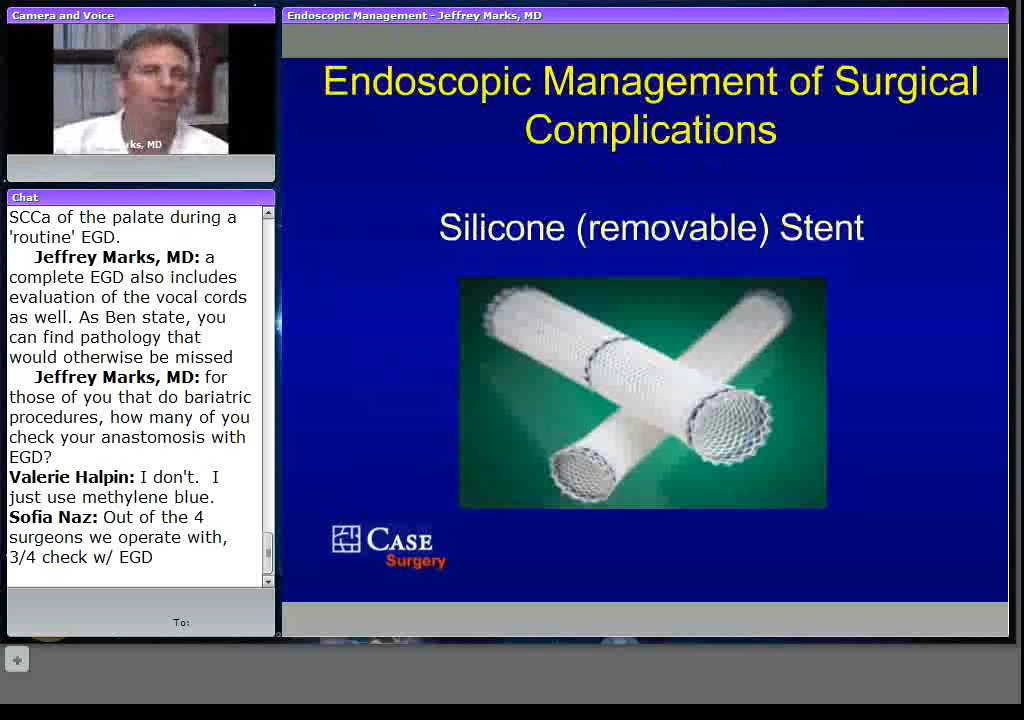 Camera and Voice
rks, MD
Chat
SCCa of the palate during a
'routine' EGD.
Jeffrey Marks, MD: a
complete EGD also includes
evaluation of the vocal cords
as well. As Ben state, you
can find pathology that
would otherwise be missed
Jeffrey Marks, MD: for
those of you that do bariatric
procedures, how many of you
check your anastomosis with
EGD?
Valerie Halpin: I don't. I
just use methylene blue.
Sofia Naz: Out of the 4
surgeons we operate with,
3/4 check w/ EGD
To:
Endoscopic Management - Jeffrey Marks, MD
Endoscopic Management of Surgical
Complications
Silicone (removable) Stent
CASE
Surgery